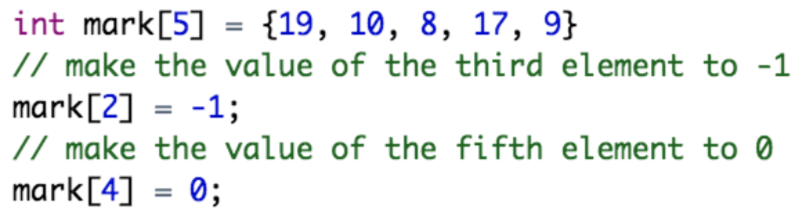 int mark[5] = {19, 10, 8, 17, 9}
// make the value of the third element to -1
mark[2] = -1;
// make the value of the fifth element to 0
mark[4] = 0;